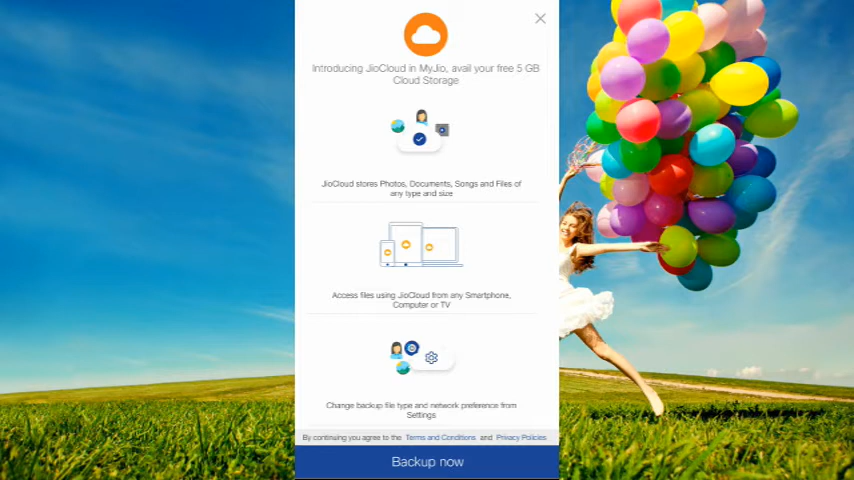 Introducing JioCloud in MyJio, avail your free 5 GB
Cloud Storage
JioCloud stores Photos, Documents, Songs and Files of
any type and size
Access files using JioCloud from any Smartphone,
Computer or TV
Change backup file type and network preference from
Settings
By continuing you agree to the Terms and Conditions and Privacy Policies
Backup now